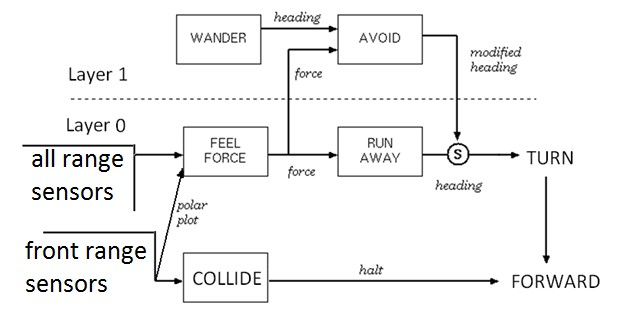 heading
WANDER
AVOID
modified
heading
force
Layer 1
Layer 0
all range
sensors
FEEL
FORCE
force
RUN
AWAY
S
TURN
heading
polar
plot
front range
sensors
COLLIDE
halt
FORWARD